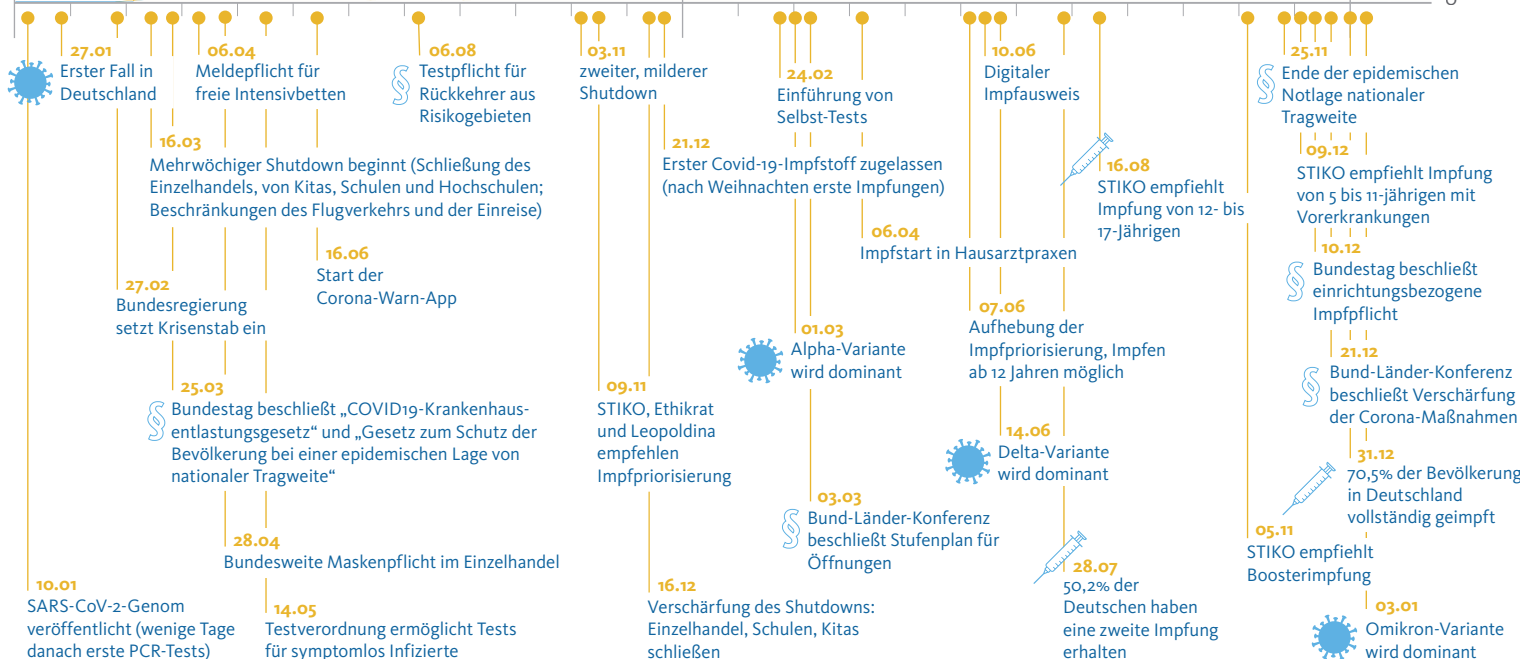 27.01
Erster Fall in
Deutschland
06.04
Meldepflicht für
freie Intensivbetten
06.08
§ Testpflicht für
Rückkehrer aus
Risikogebieten
03.11
zweiter, milderer
Shutdown
24.02
Einführung von
Selbst-Tests
10.06
Digitaler
Impfausweis
25.11
§ Ende der epidemischen
Notlage nationaler
Tragweite
16.03
Mehrwöchiger Shutdown beginnt (Schließung des
Einzelhandels, von Kitas, Schulen und Hochschulen;
Beschränkungen des Flugverkehrs und der Einreise)
21.12
Erster Covid-19-Impfstoff zugelassen
(nach Weihnachten erste Impfungen)
16.08
STIKO empfiehlt
Impfung von 12- bis
17-Jährigen
09.12
STIKO empfiehlt Impfung
von 5 bis 11-jährigen mit
Vorerkrankungen
06.04
Impfstart in Hausarztpraxen
16.06
Start der
Corona-Warn-App
10.12
§ Bundestag beschließt
einrichtungsbezogene
Impfpflicht
27.02
Bundesregierung
setzt Krisenstab ein
01.03
Alpha-Variante
wird dominant
07.06
Aufhebung der
Impfpriorisierung, Impfen
ab 12 Jahren möglich
21.12
§ Bund-Länder-Konferenz
beschließt Verschärfung
der Corona-Maßnahmen
25.03
§ Bundestag beschließt „COVID19-Krankenhaus-
entlastungsgesetz“ und „Gesetz zum Schutz der
Bevölkerung bei einer epidemischen Lage von
nationaler Tragweite“
09.11
STIKO, Ethikrat
und Leopoldina
empfehlen
Impfpriorisierung
14.06
Delta-Variante
wird dominant
31.12
70,5% der Bevölkerung
in Deutschland
vollständig geimpft
03.03
§ Bund-Länder-Konferenz
beschließt Stufenplan für
Öffnungen
05.11
STIKO empfiehlt
Boosterimpfung
28.04
Bundesweite Maskenpflicht im Einzelhandel
28.07
50,2% der
Deutschen haben
eine zweite Impfung
erhalten
10.01
SARS-CoV-2-Genom
veröffentlicht (wenige Tage
danach erste PCR-Tests)
14.05
Testverordnung ermöglicht Tests
für symptomlos Infizierte
16.12
Verschärfung des Shutdowns:
Einzelhandel, Schulen, Kitas
schließen
03.01
Omikron-Variante
wird dominant